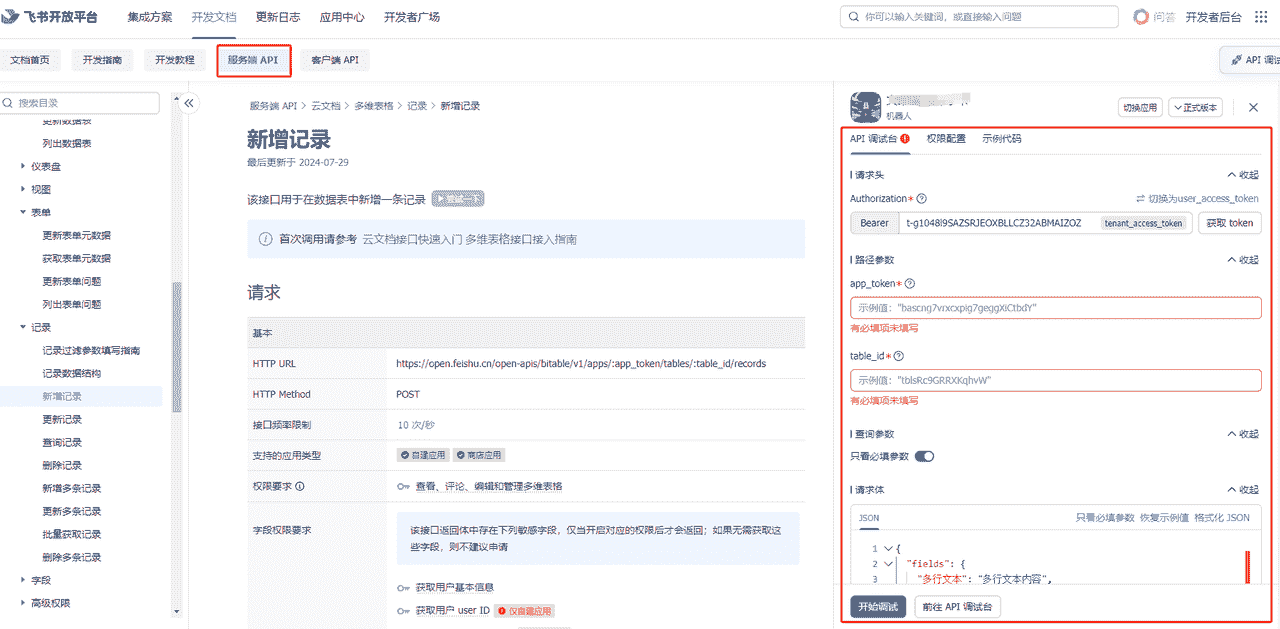 飞书开放平台 集成方案 开发文档 更新日志 应用中心 开发者广场 你可以输入关键词，或直接输入问题 问答 开发者后台
文档首页 开发指南 开发教程 服务端 API 客户端 API API 调试
搜索目录
更新数据表
列出数据表
仪表盘
视图
表单
更新表单元数据
获取表单元数据
更新表单问题
列出表单问题
记录
记录过滤参数填写指南
记录数据结构
新增记录
更新记录
查询记录
删除记录
新增多条记录
更新多条记录
批量获取记录
删除多条记录
字段
高级权限
服务端 API > 云文档 > 多维表格 > 记录 > 新增记录
新增记录
最后更新于 2024-07-29
该接口用于在数据表中新增一条记录
首次调用请参考 云文档接口快速入门 多维表格接口接入指南
请求
基本
HTTP URL https://open.feishu.cn/open-apis/bitable/v1/apps/:app_token/tables/:table_id/records
HTTP Method POST
接口频率限制 10 次/秒
支持的应用类型 自建应用 商店应用
权限要求 查看、评论、编辑和管理多维表格
字段权限要求 该接口返回体中存在下列敏感字段，仅当开启对应的权限后才会返回；如果无需获取这
些字段，则不建议申请
获取用户基本信息
获取用户 user ID 仅自建应用
机器人
切换应用 正式版本
API 调试台 权限配置 示例代码
请求头 收起
Authorization* 切换为user_access_token
Bearer t-g1048I9SAZSRJEOXBLLCZ32ABMAIZOZ tenant_access_token 获取 token
路径参数 收起
app_token*
示例值："bascng7vrxcxpig7geggXiCtbdY"
有必填项未填写
table_id*
示例值："tblsRc9GRRXKqhvW"
有必填项未填写
查询参数 收起
只看必填参数
请求体 收起
JSON 只看必填参数 恢复示例值 格式化 JSON
1 {
2 "fields": {
3 "多行文本": "多行文本内容",
开始调试 前往 API 调试台